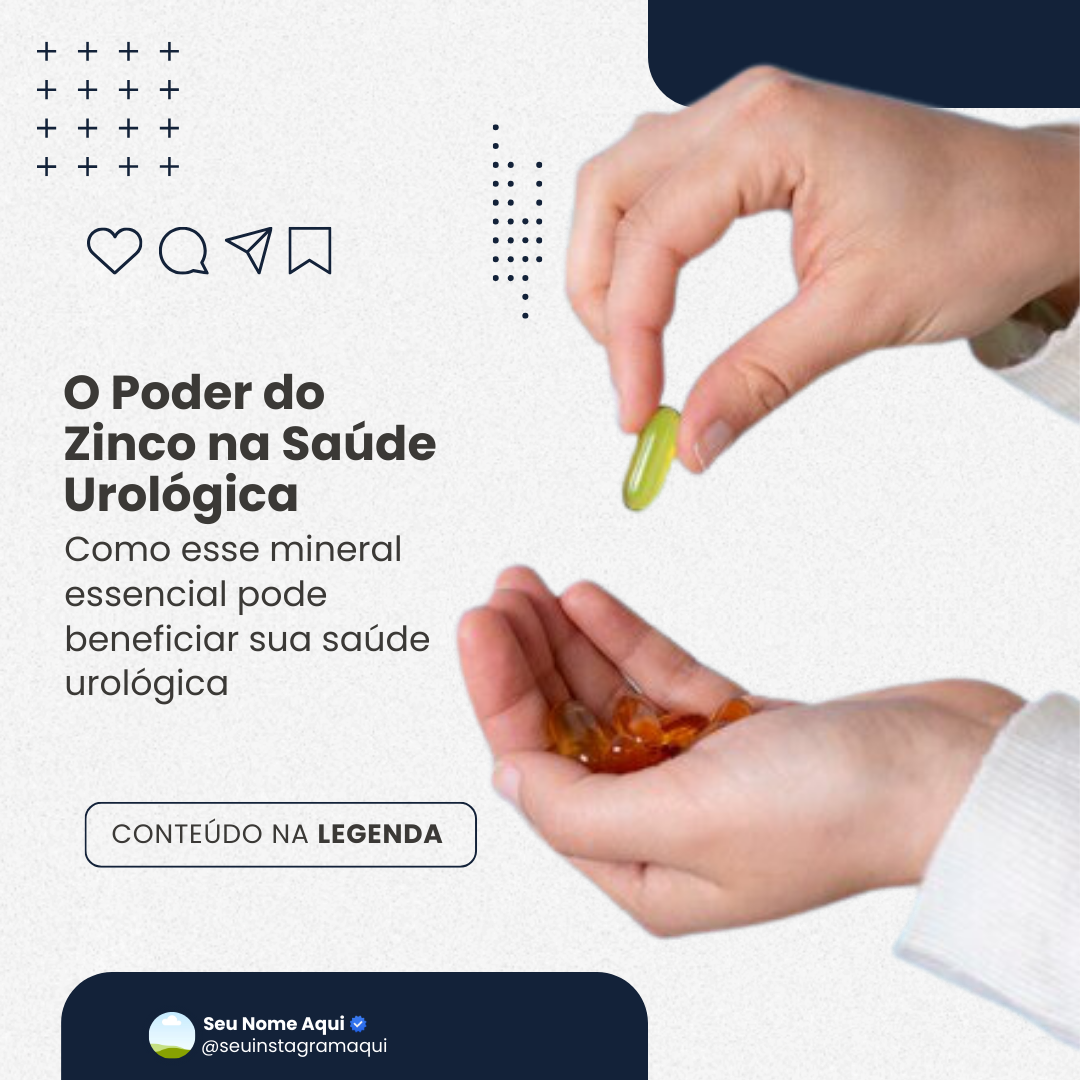 O Poder do
Zinco na Saúde
Urológica
Como esse mineral
essencial pode
beneficiar sua saúde
urológica
CONTEÚDO NA LEGENDA
Seu Nome Aqui
@seuinstagramaqui